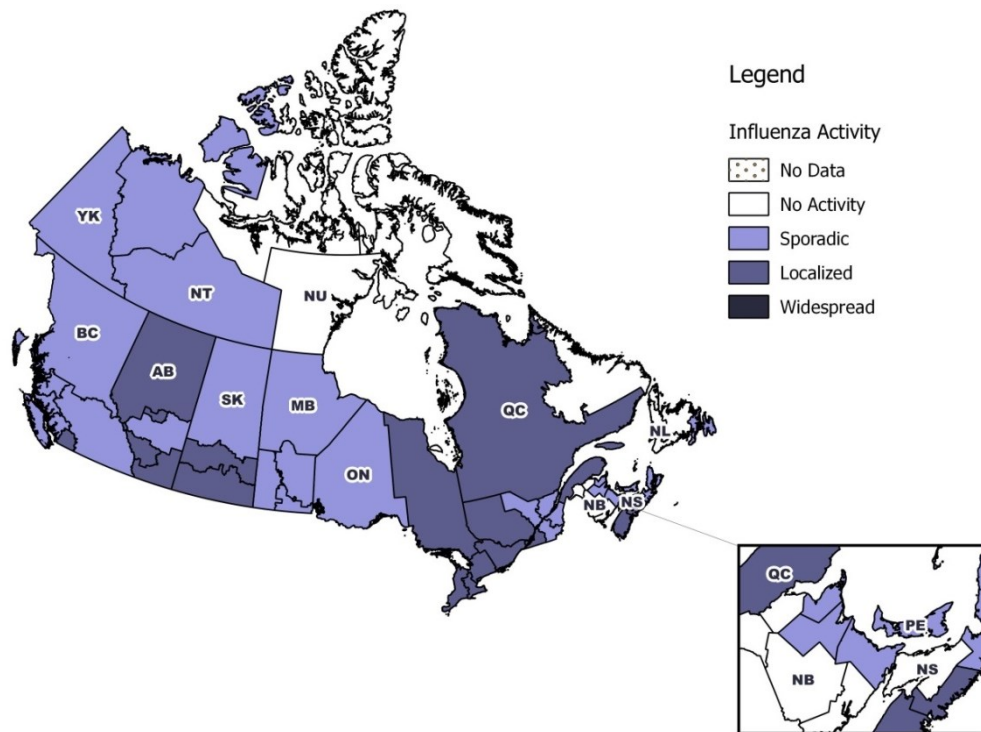 Legend
Influenza Activity
No Data
No Activity
Sporadic
Localized
Widespread
YK
NT
NU
BC
AB
SK
MB
ON
QC
NL
NB
NS
QC
PE
NS
NB